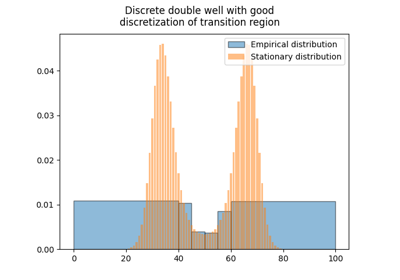 Discrete double well with good
discretization of transition region
Empirical distribution
Stationary distribution
0.04
0.03
0.02
0.01
0.00
0
20
40
60
80
100